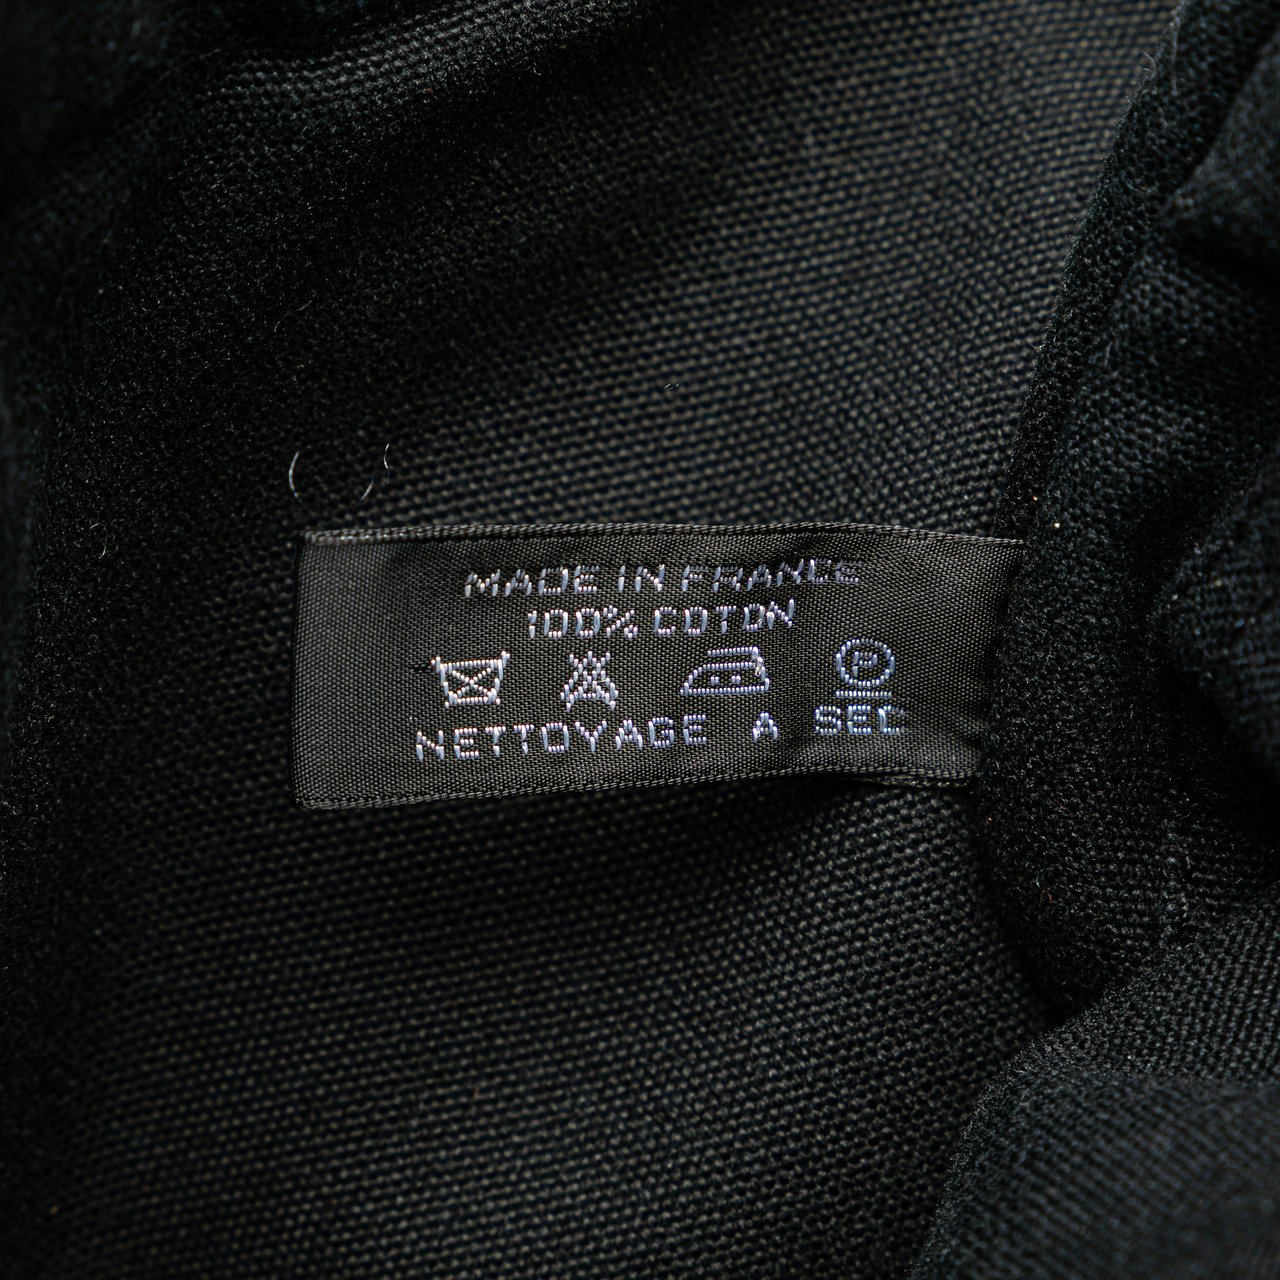 MADE IN FRANCE
100% COTON
P
NETTOYAGE A SEC